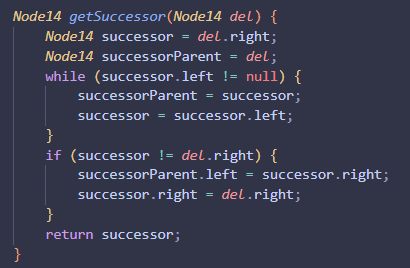 Node14 getSuccessor(Node14 del) {
    Node14 successor = del.right;
    Node14 successorParent = del;
    while (successor.left != null) {
        successorParent = successor;
        successor = successor.left;
    }
    if (successor != del.right) {
        successorParent.left = successor.right;
        successor.right = del.right;
    }
    return successor;
}